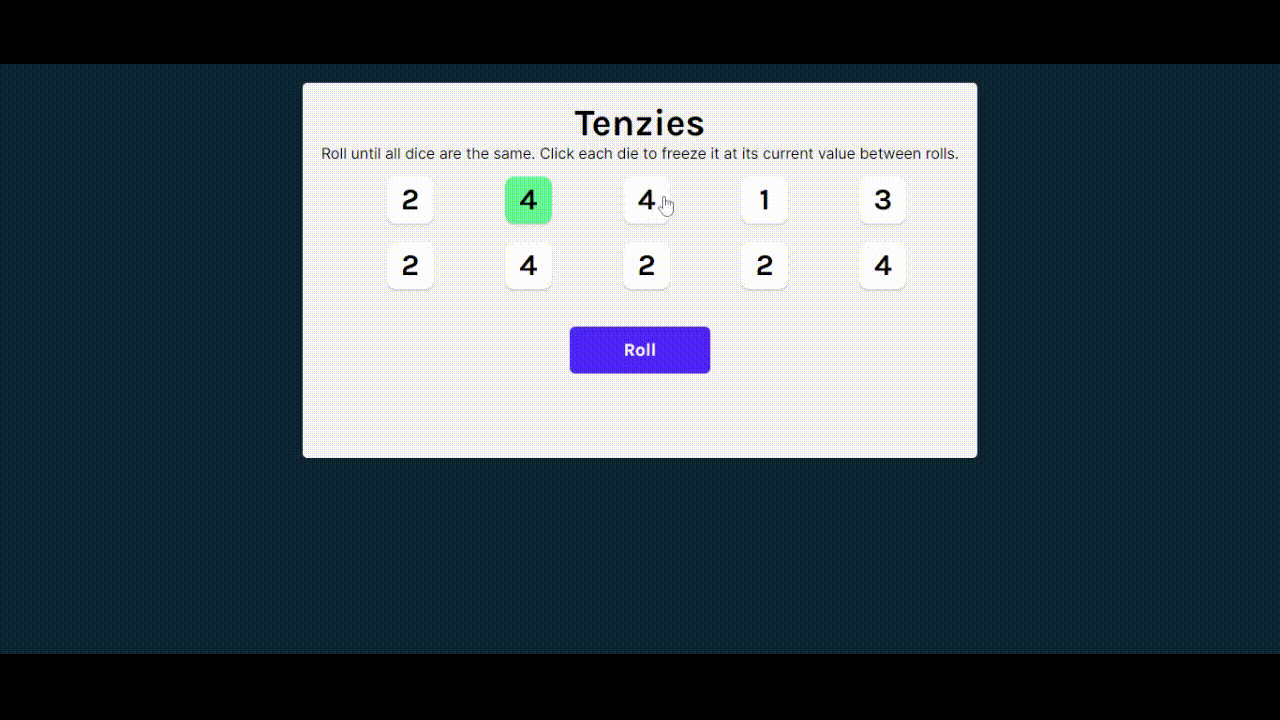 Tenzies
Roll until all dice are the same. Click each die to freeze it at its current value between rolls.
2 4 4 1 3
2 4 2 2 4
Roll